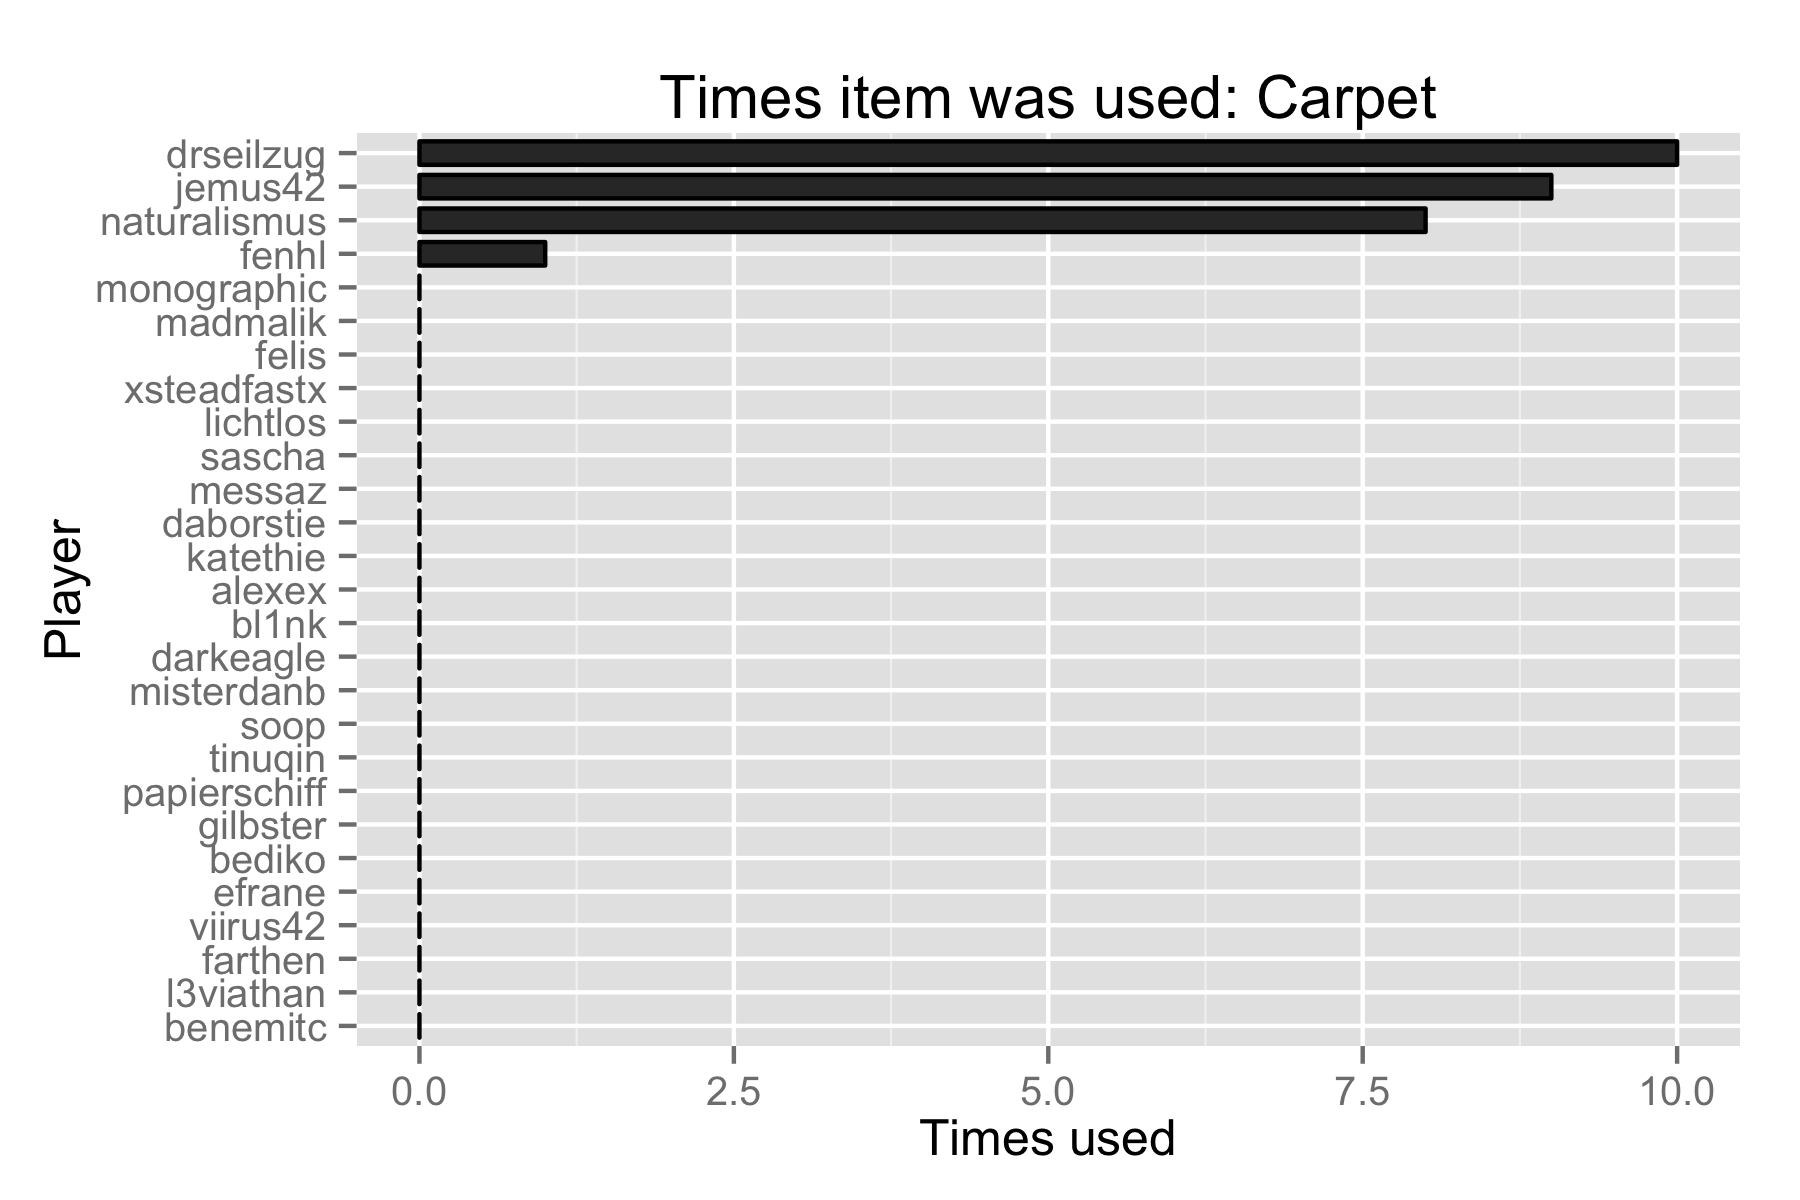 Times item was used: Carpet
drseilzug
jemus42
naturalismus
fenhl
monographic
madmalik
felis
xsteadfastx
lichtlos
sascha
messaz
daborstie
katethie
alexex
bl1nk
darkeagle
misterdanb
soop
tinuqin
papierschiff
gilbster
bediko
efrane
viirus42
farthen
l3viathan
benemitc
Player
0.0 2.5 5.0 7.5 10.0
Times used